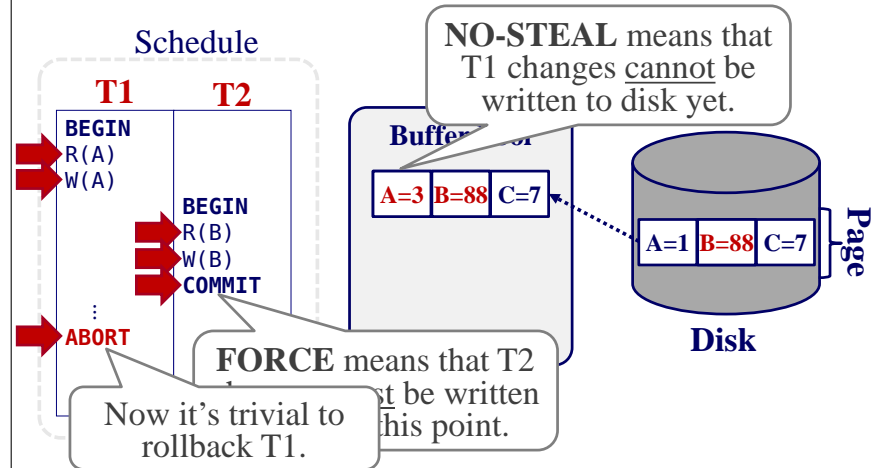 Schedule
NO-STEAL means that
T1 changes cannot be
written to disk yet.
T1 T2
BEGIN
R(A)
W(A)
BEGIN
R(B)
W(B)
COMMIT
⋮
ABORT
Buffe
A=3 B=88 C=7
A=1 B=88 C=7
Page
Disk
FORCE means that T2
be written
this point.
Now it's trivial to
rollback T1.